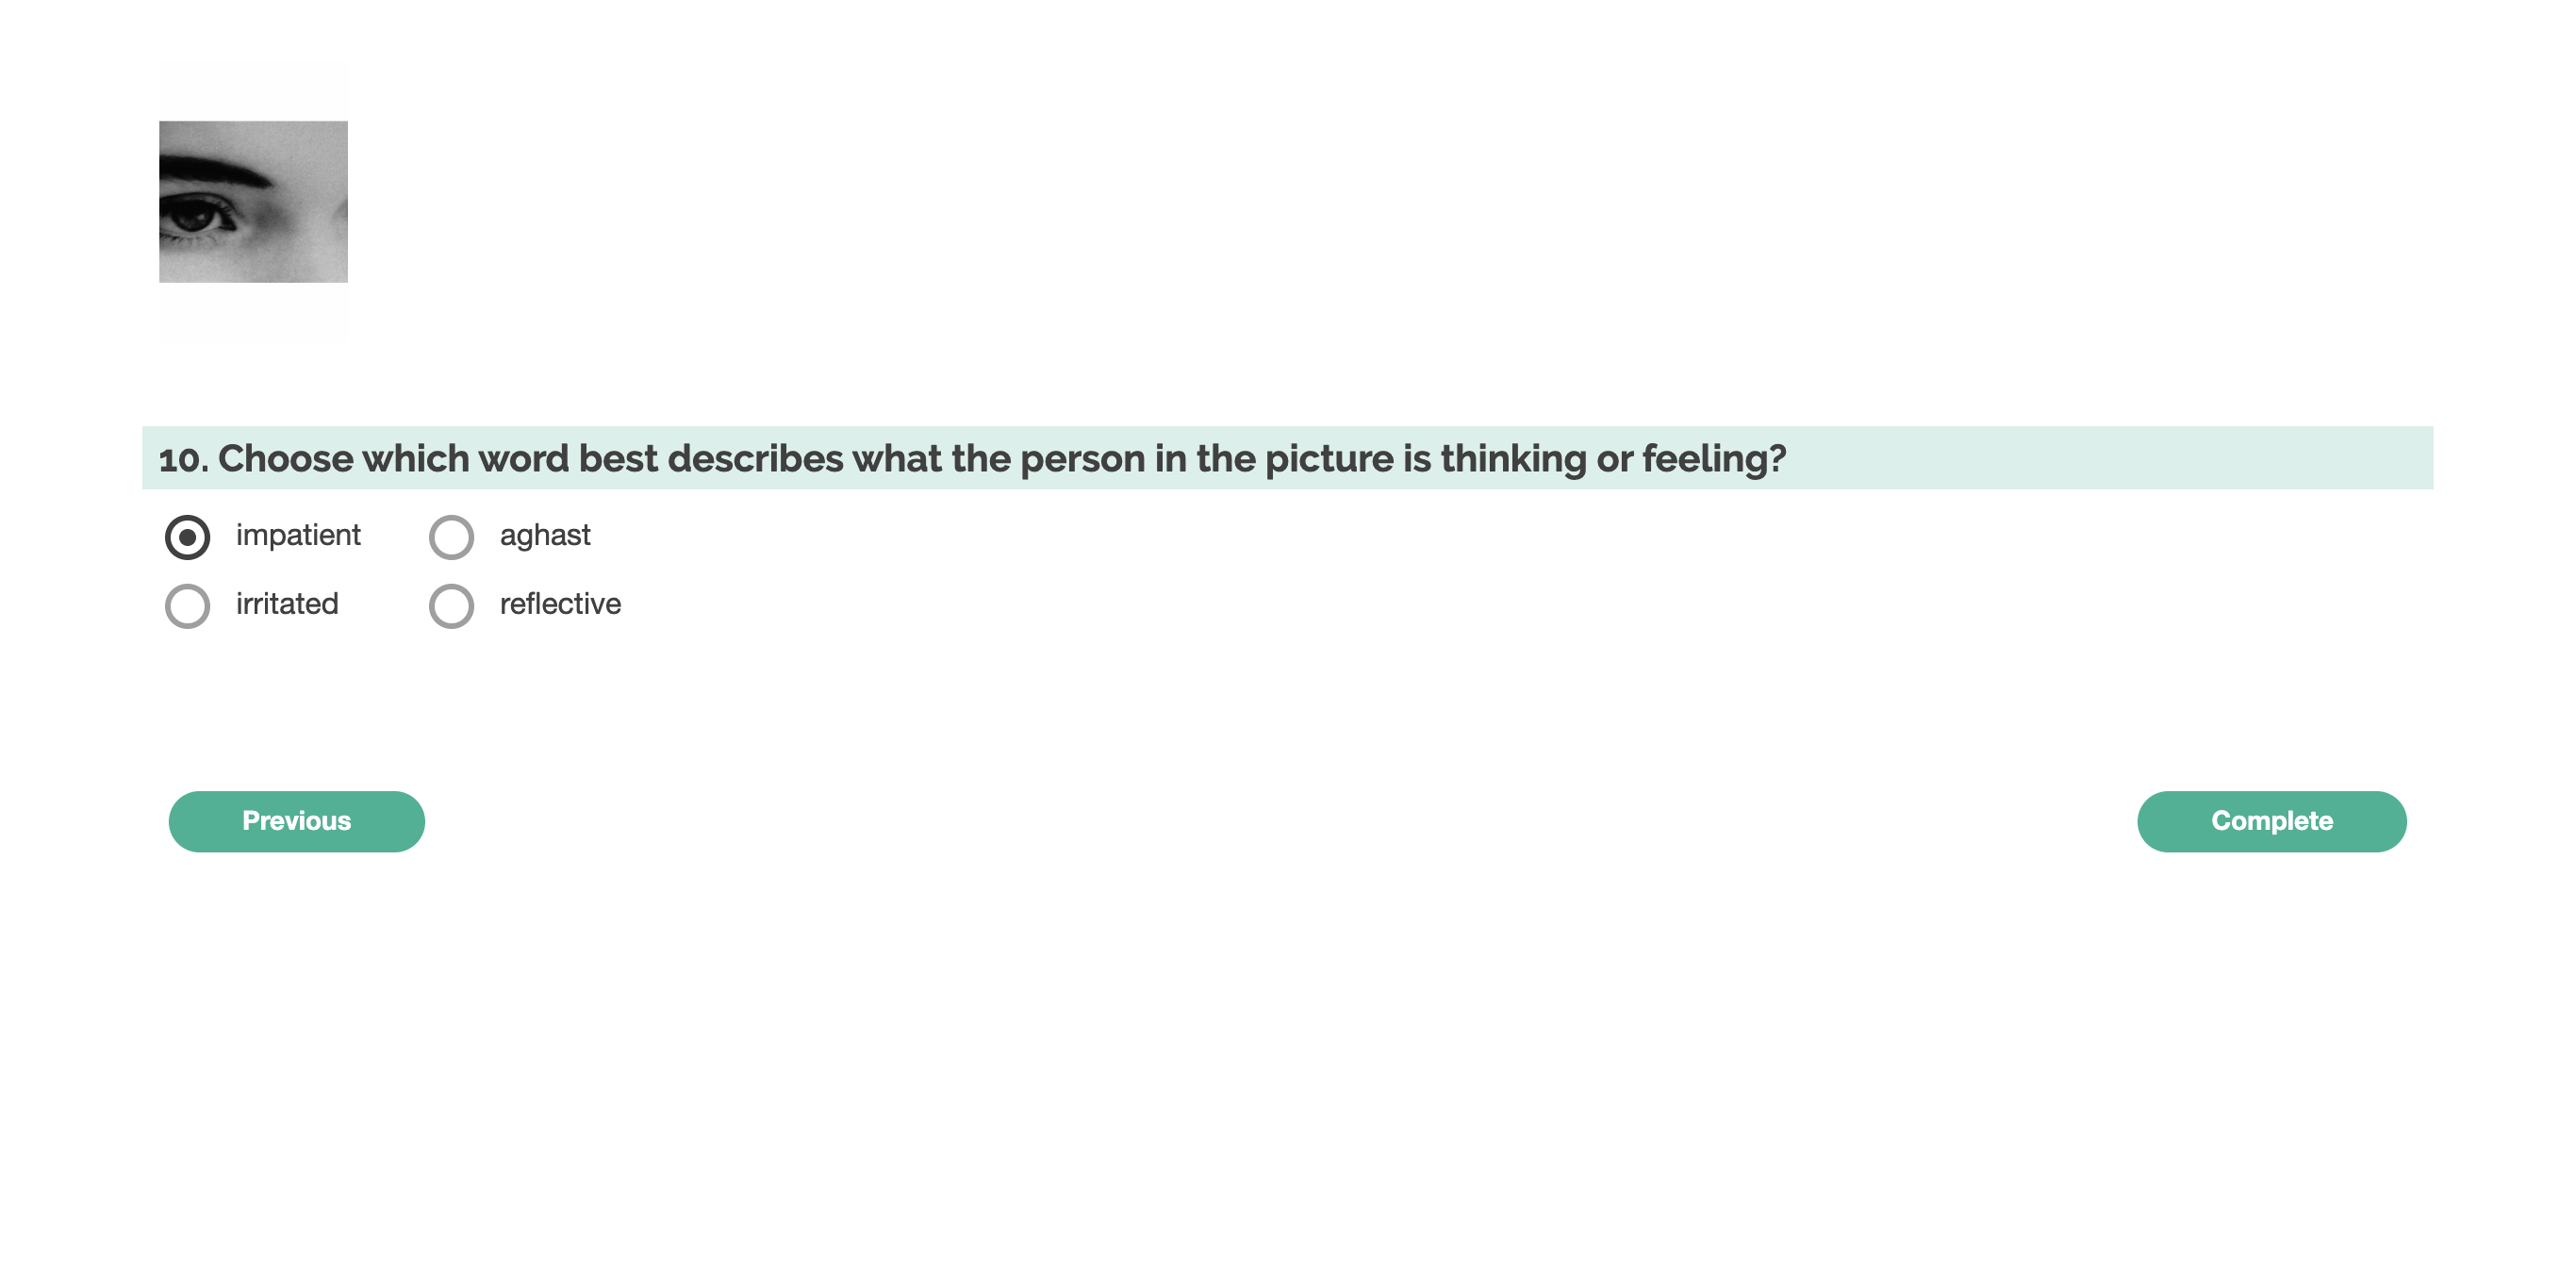 10. Choose which word best describes what the person in the picture is thinking or feeling?
impatient aghast
irritated reflective
Previous Complete